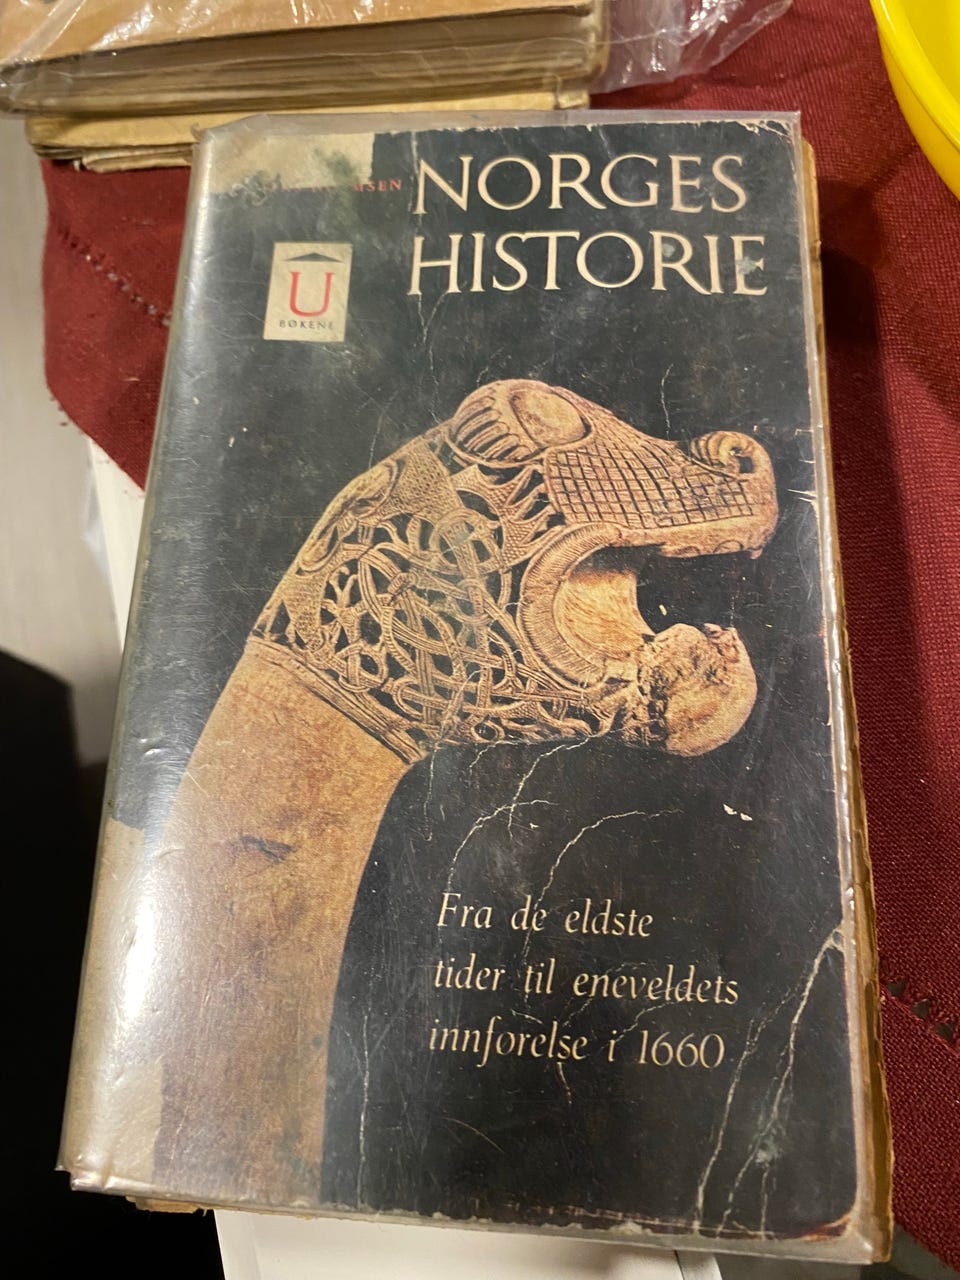 NORGES
HISTORIE
U
BØKENE
Fra de eldste
tider til eneveldets
innførelse i 1660